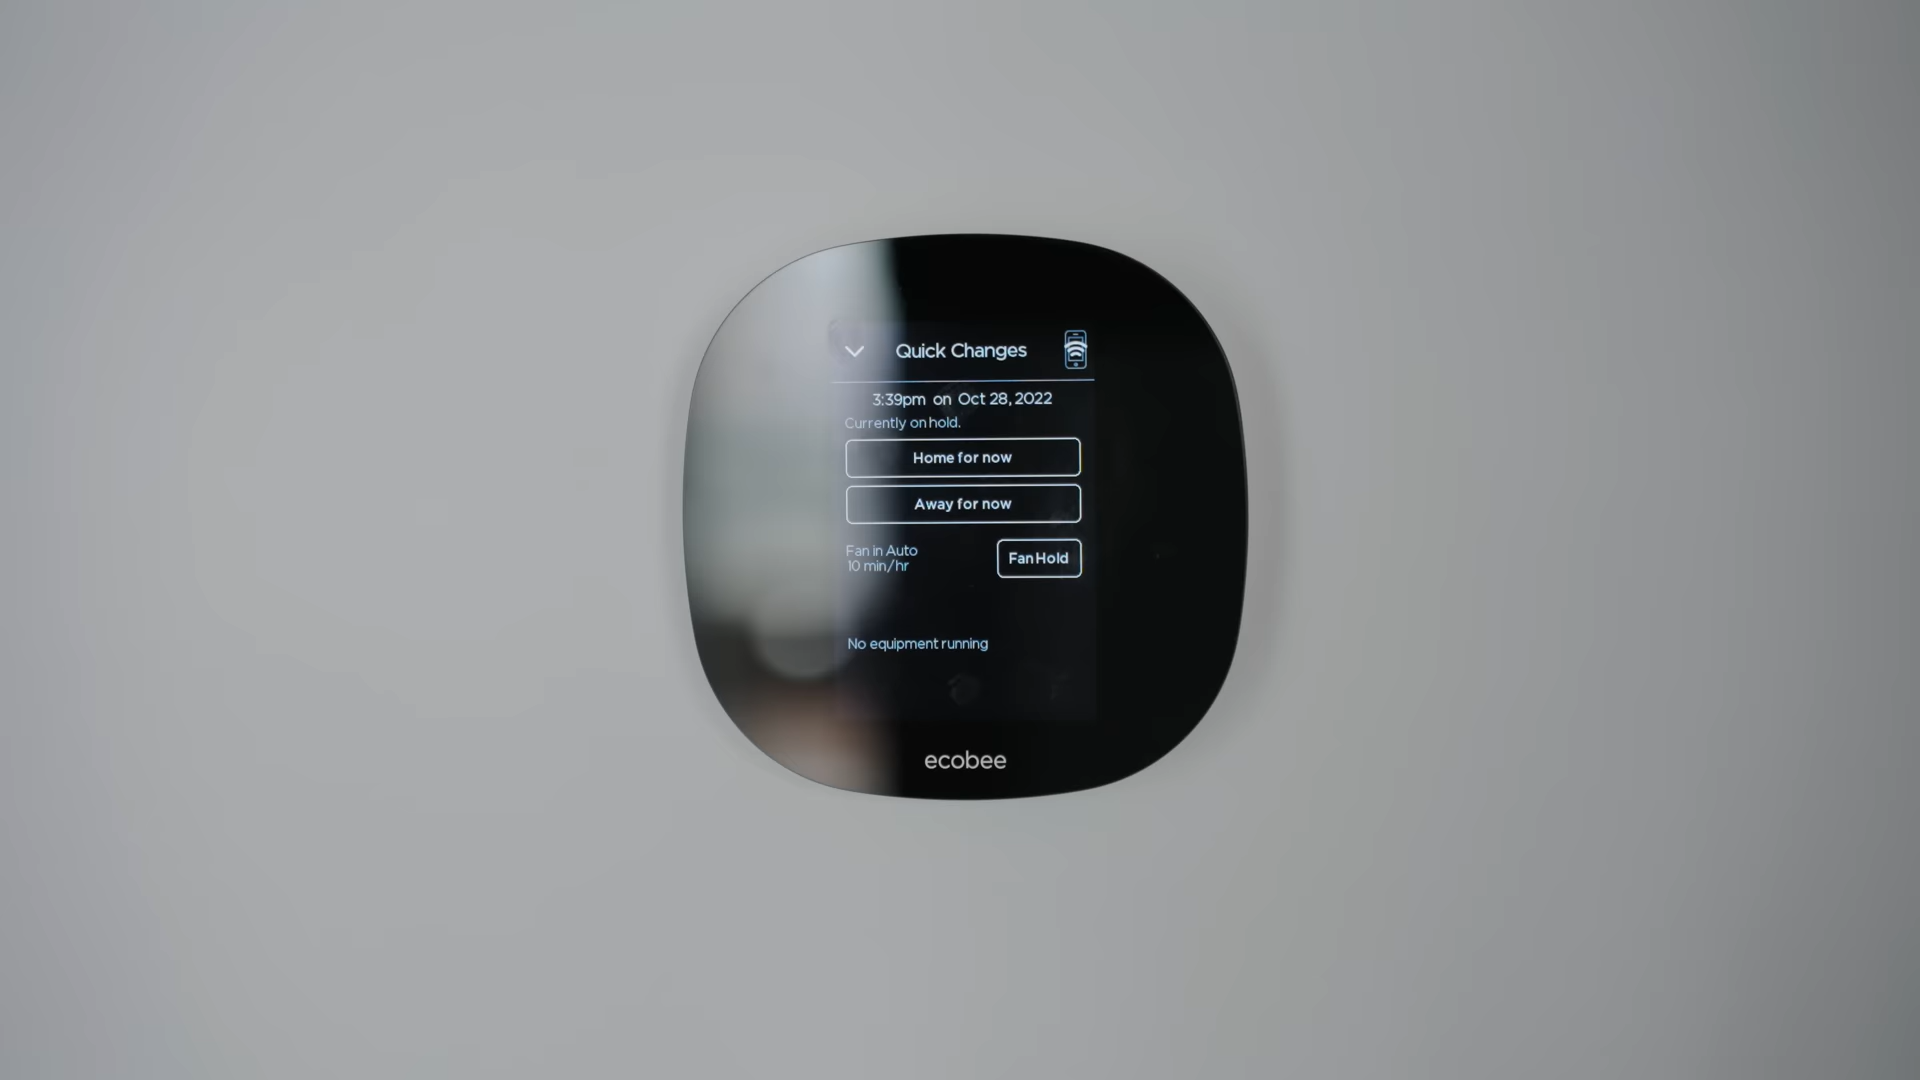 Quick Changes
3:39pm on Oct 28, 2022
Currently on hold.
Home for now
Away for now
Fan in Auto
10 min/hr
Fan Hold
No equipment running
ecobee